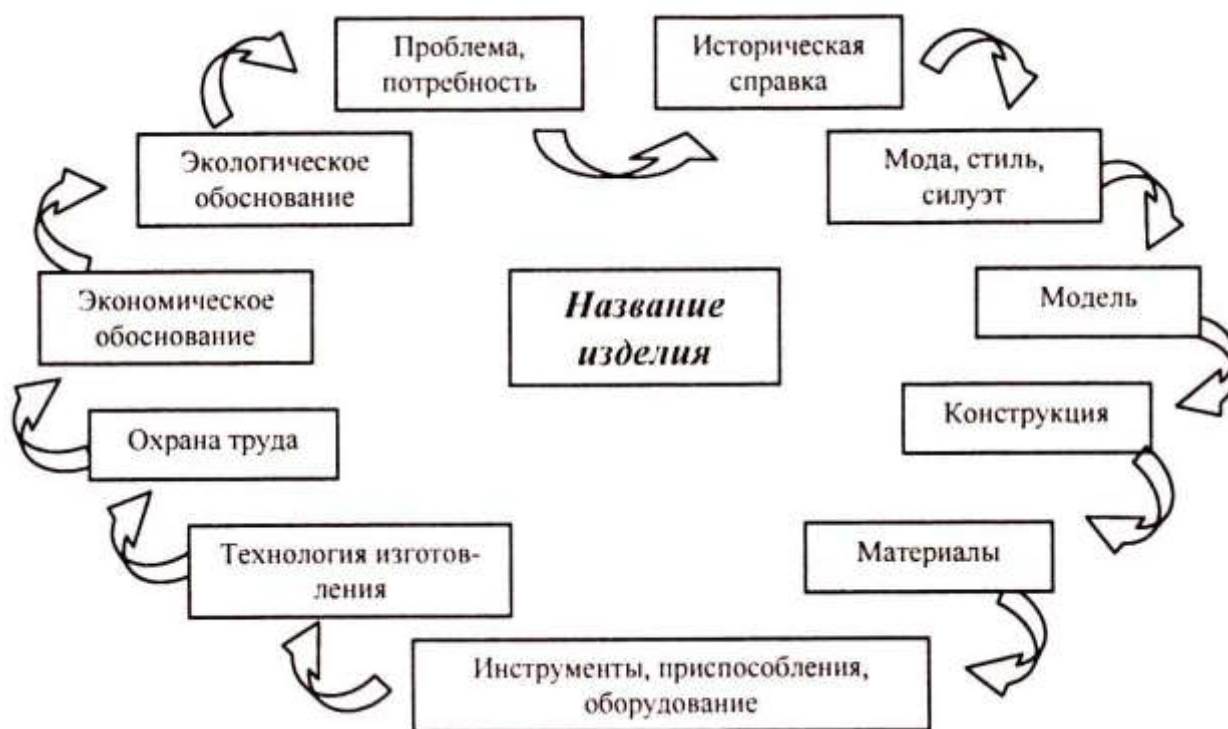 Проблема,
потребность
Историческая
справка
Мода, стиль,
силуэт
Модель
Конструкция
Материалы
Инструменты, приспособления,
оборудование
Технология изготов-
ления
Охрана труда
Экономическое
обоснование
Экологическое
обоснование
Название
изделия